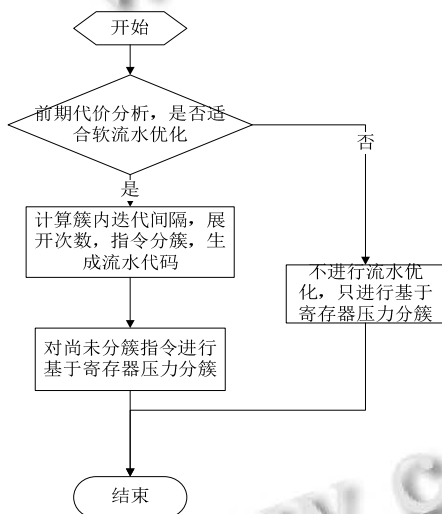 开始
前期代价分析，是否适
合软流水优化
否
是
计算簇内迭代间隔，展
开次数，指令分簇，生
成流水代码
不进行流水优
化，只进行基于
寄存器压力分簇
对尚未分簇指令进行
基于寄存器压力分簇
结束